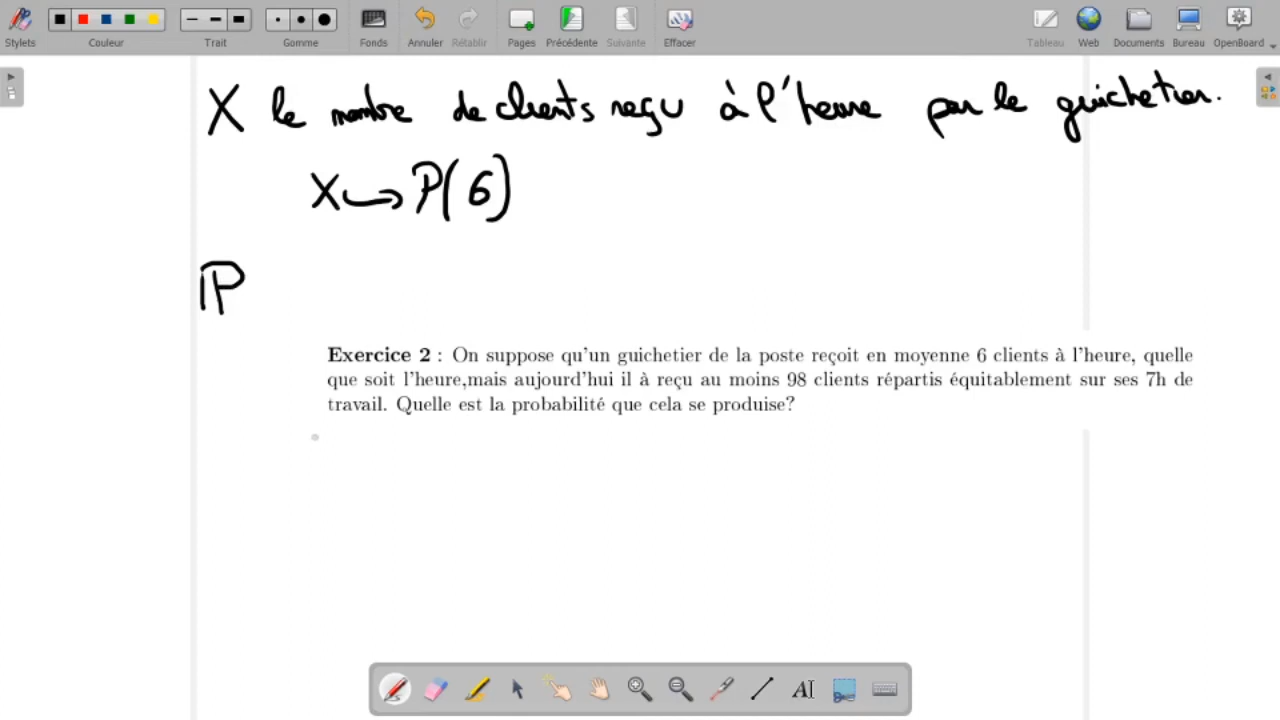 Stylets Couleur Trait Gomme Fonds Annuler Rétablir Pages Précédente Suivante Effacer Tableau Web Documents Bureau OpenBoard
X le nombre de clients reçu à l'heure par le guichetier.
X↪P(6)
ℙ
Exercice 2 : On suppose qu'un guichetier de la poste reçoit en moyenne 6 clients à l'heure, quelle
que soit l'heure,mais aujourd'hui il à reçu au moins 98 clients répartis équitablement sur ses 7h de
travail. Quelle est la probabilité que cela se produise?